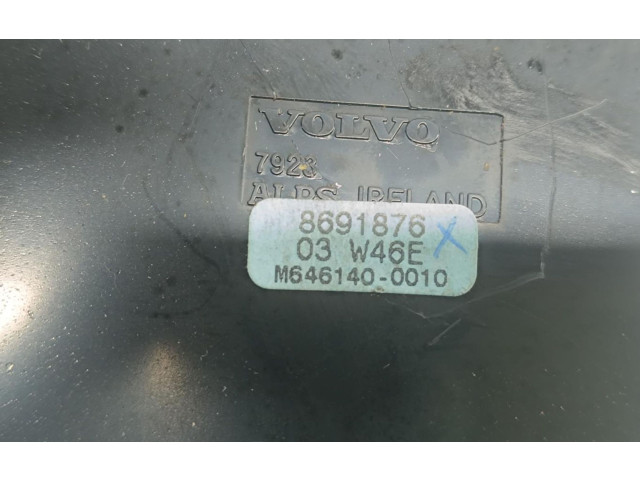 VOLVO
7923
ALPS IRELAND
8691876
03 W46E X
M646140-0010